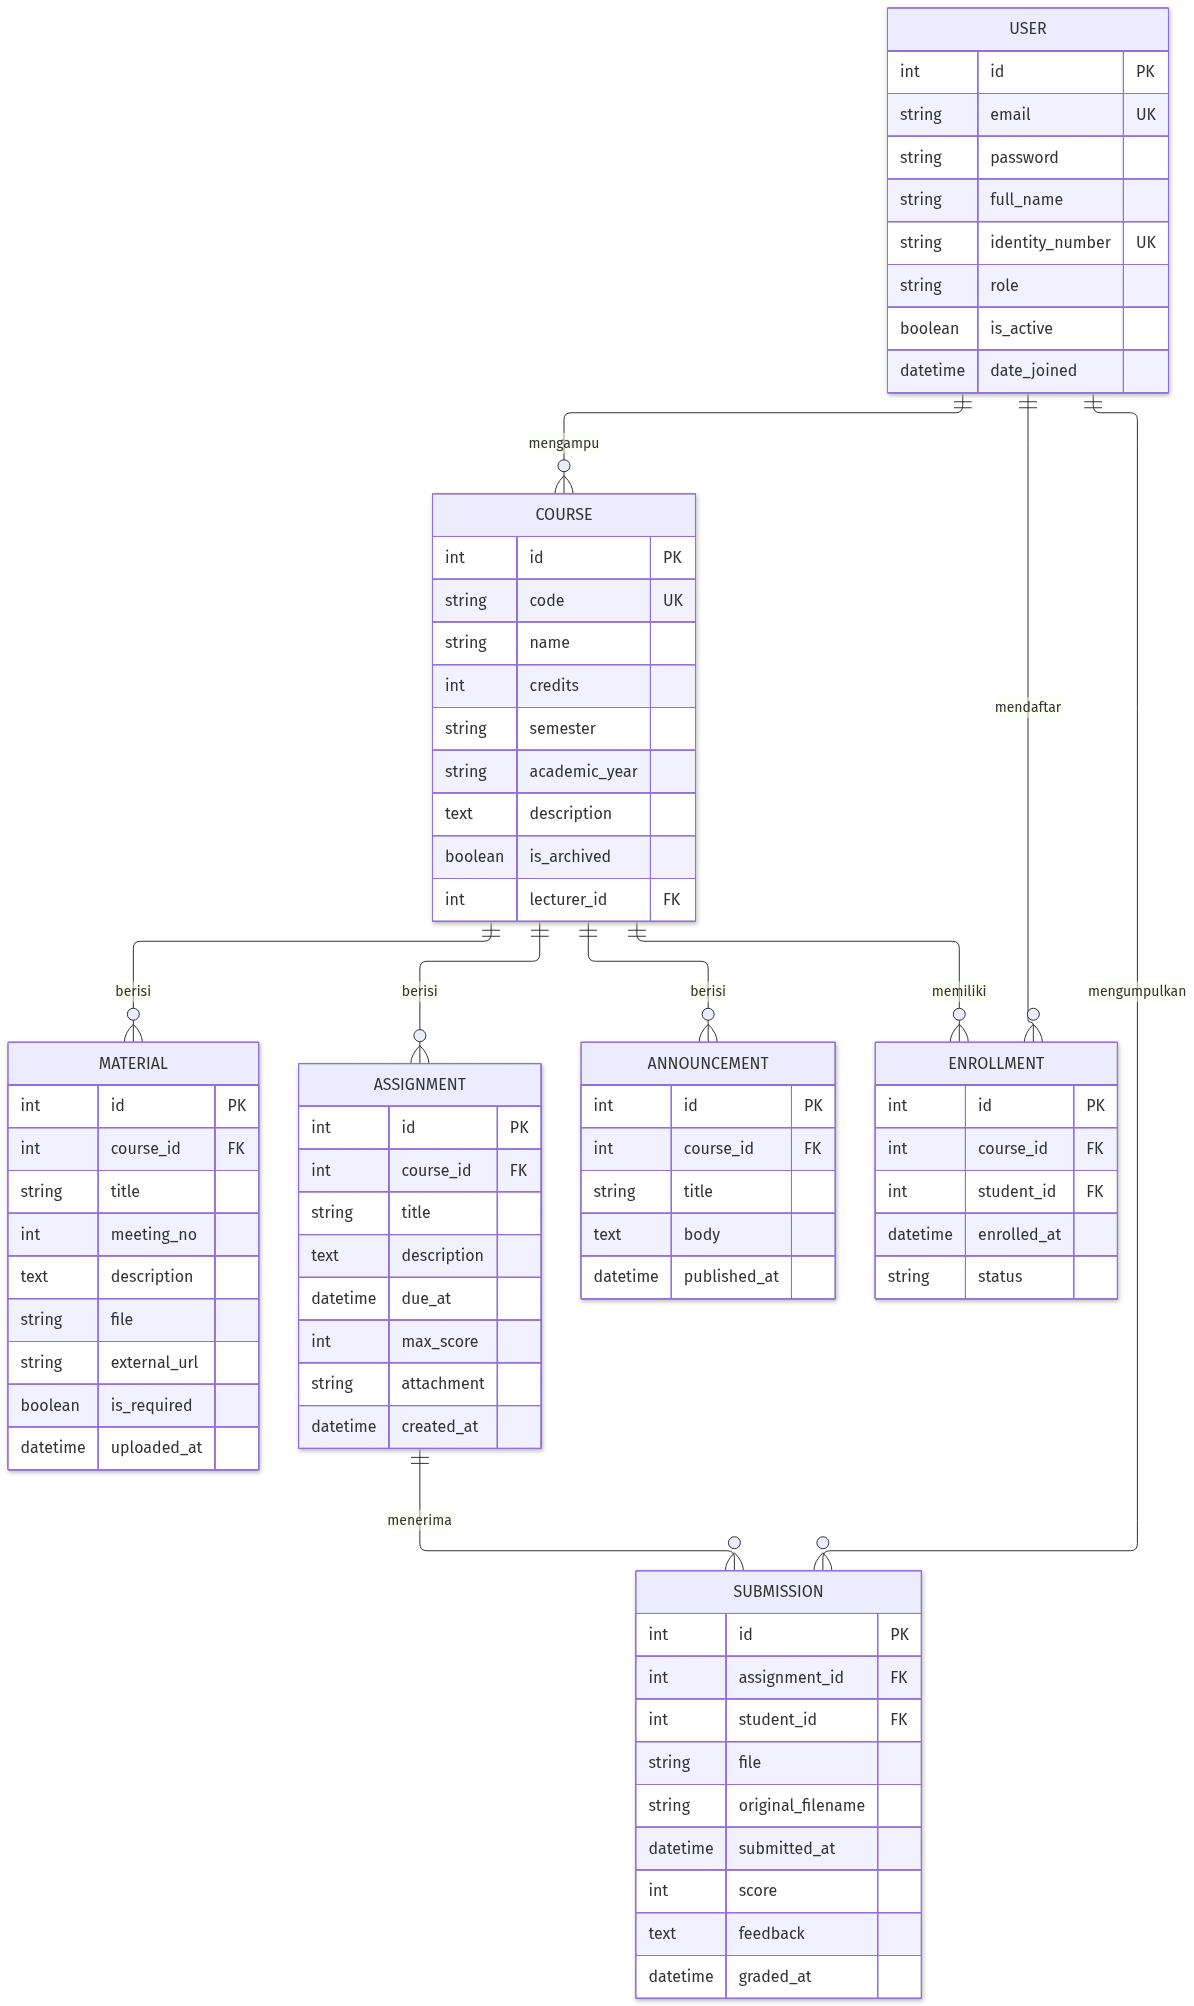 USER
int id PK
string email UK
string password
string full_name
string identity_number UK
string role
boolean is_active
datetime date_joined
mengampu
COURSE
int id PK
string code UK
string name
int credits
string semester
string academic_year
text description
boolean is_archived
int lecturer_id FK
mendaftar
berisi
berisi
berisi
memiliki
mengumpulkan
MATERIAL
int id PK
int course_id FK
string title
int meeting_no
text description
string file
string external_url
boolean is_required
datetime uploaded_at
ASSIGNMENT
int id PK
int course_id FK
string title
text description
datetime due_at
int max_score
string attachment
datetime created_at
ANNOUNCEMENT
int id PK
int course_id FK
string title
text body
datetime published_at
ENROLLMENT
int id PK
int course_id FK
int student_id FK
datetime enrolled_at
string status
menerima
SUBMISSION
int id PK
int assignment_id FK
int student_id FK
string file
string original_filename
datetime submitted_at
int score
text feedback
datetime graded_at